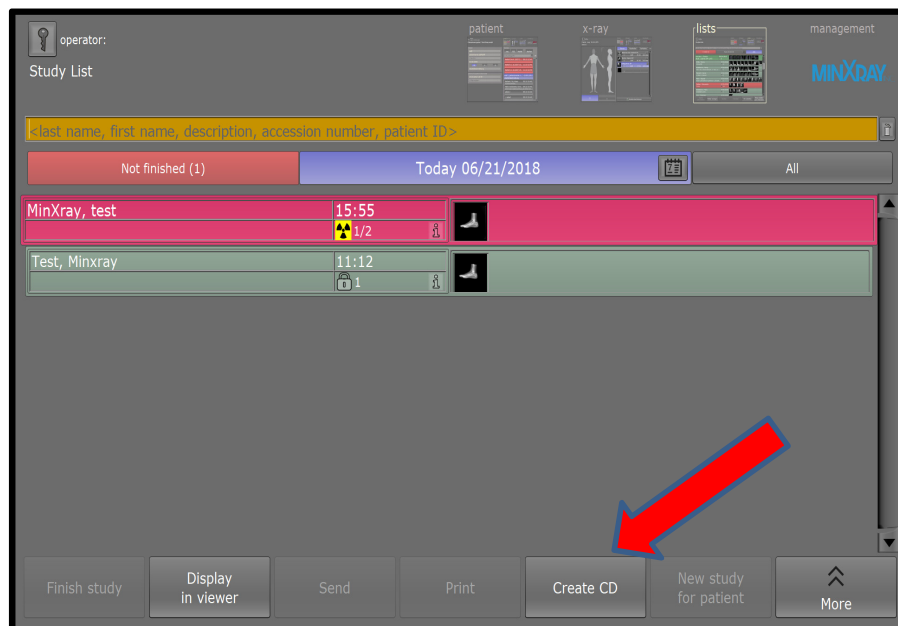 operator:
Study List
patient
x-ray
lists
management
MINXRAY
<last name, first name, description, accession number, patient ID>
Not finished (1)
Today 06/21/2018
7
All
MinXray, test
15:55
1/2
i
Test, Minxray
11:12
1
i
Finish study
Display
in viewer
Send
Print
Create CD
New study
for patient
More